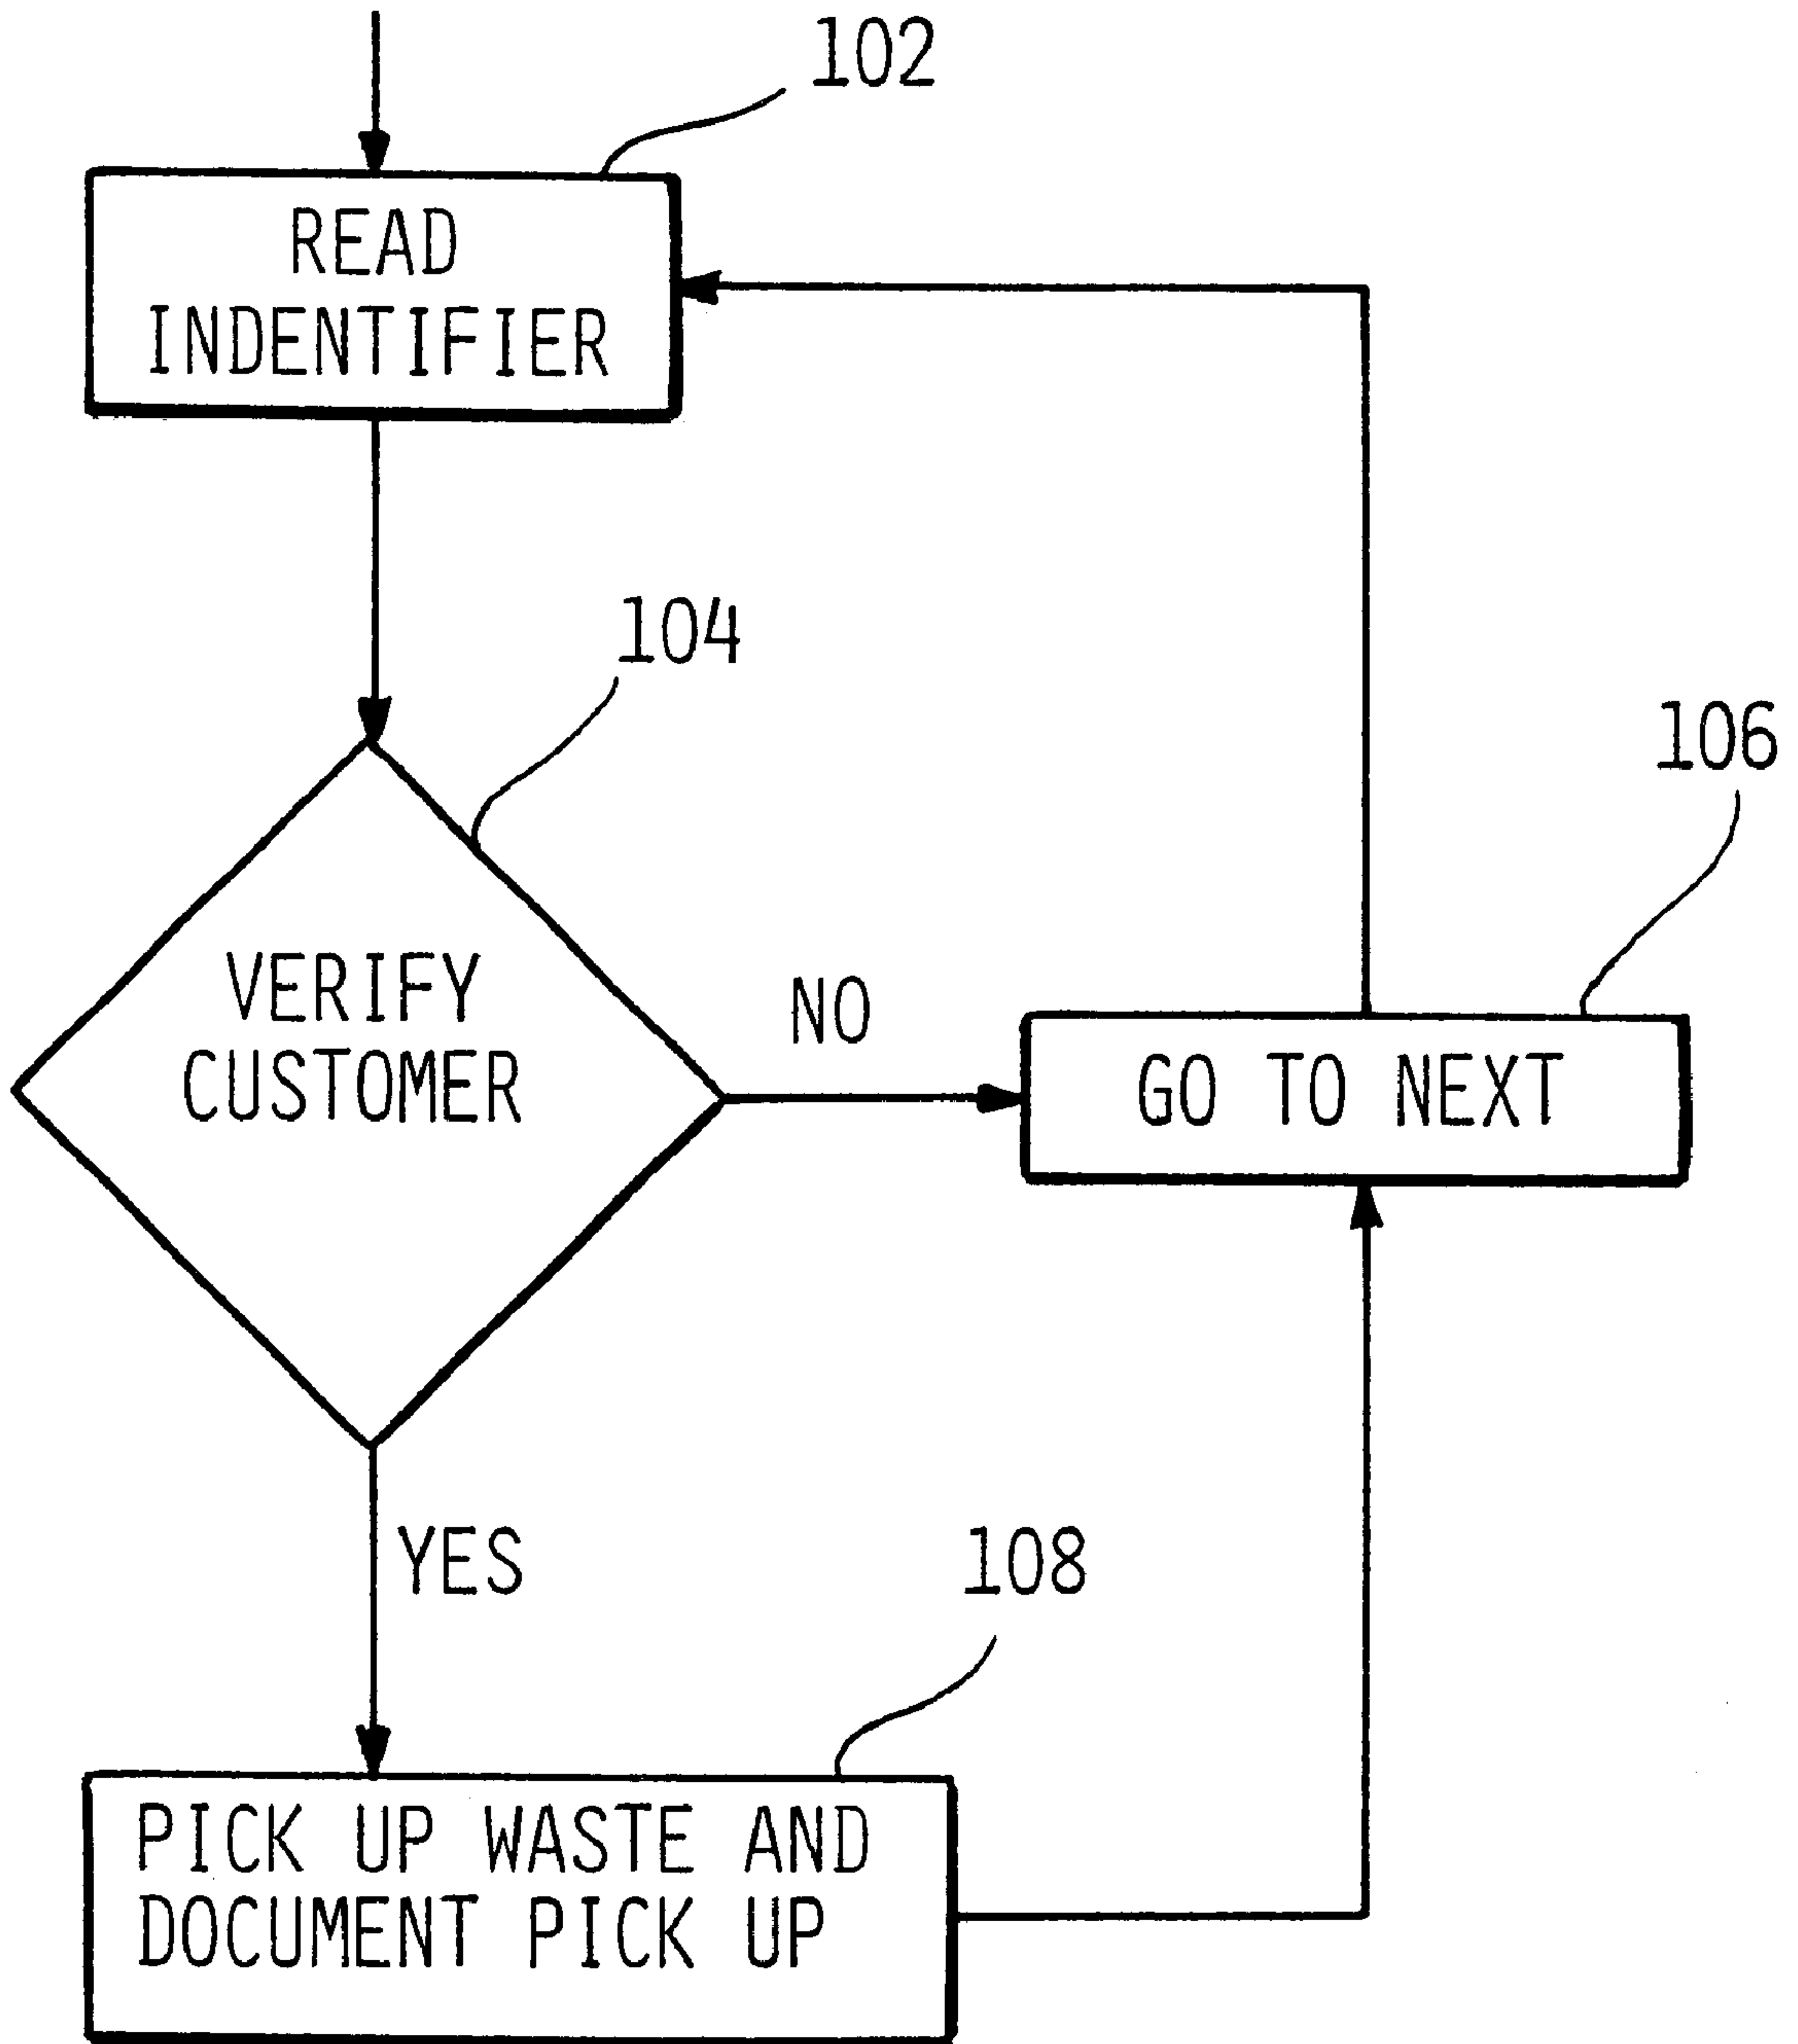 102
READ
INDENTIFIER
104
106
VERIFY
CUSTOMER
NO
GO TO NEXT
YES
108
PICK UP WASTE AND
DOCUMENT PICK UP